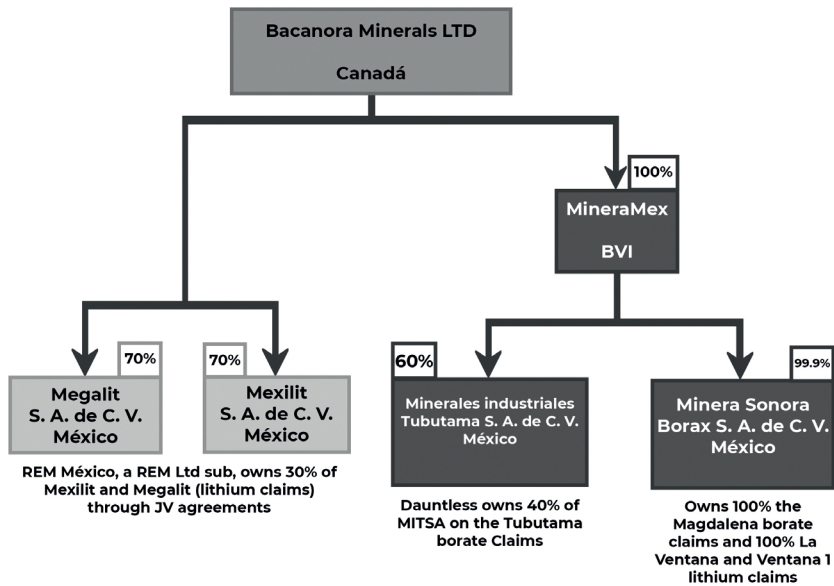 Bacanora Minerals LTD
Canadá
100%
MineraMex
BVI
70%
70%
60%
99.9%
Megalit
S. A. de C. V.
México
Mexilit
S. A. de C. V.
México
Minerales industriales
Tubutama S. A. de C. V.
México
Minera Sonora
Borax S. A. de C. V.
México
REM México, a REM Ltd sub, owns 30% of
Mexilit and Megalit (lithium claims)
through JV agreements
Dauntless owns 40% of
MITSA on the Tubutama
borate Claims
Owns 100% the
Magdalena borate
claims and 100% La
Ventana and Ventana 1
lithium claims